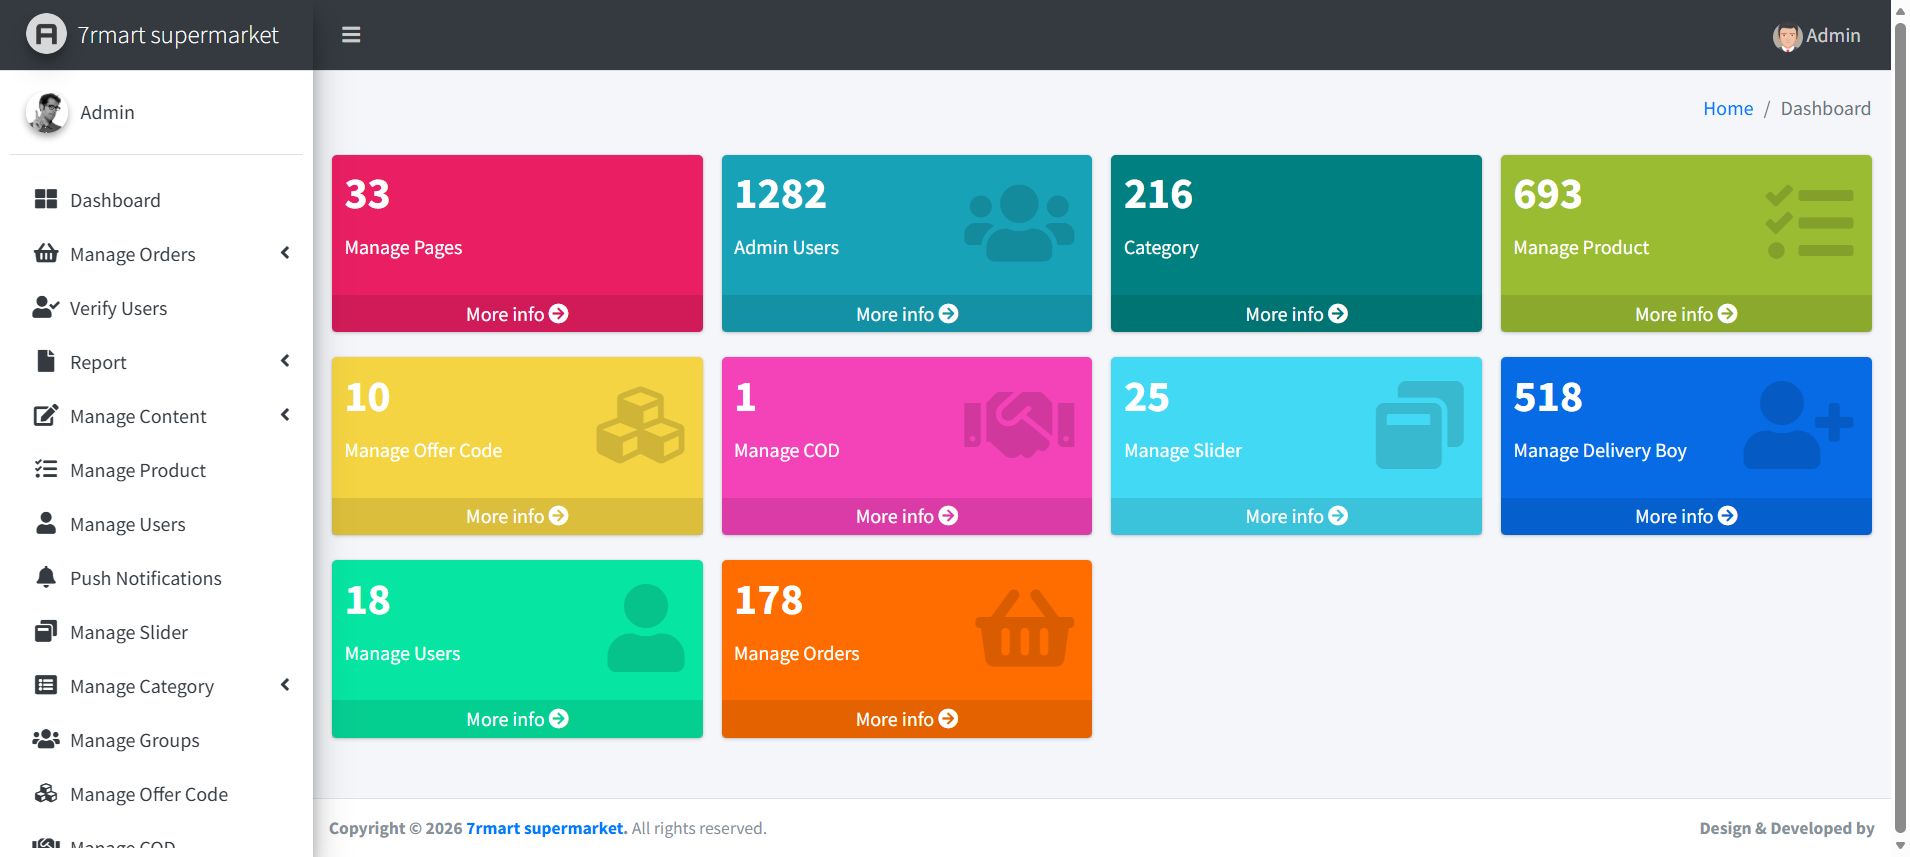 7rmart supermarket
Admin
Admin
Home / Dashboard
Dashboard
Manage Orders
Verify Users
Report
Manage Content
Manage Product
Manage Users
Push Notifications
Manage Slider
Manage Category
Manage Groups
Manage Offer Code
Manage COD
33
Manage Pages
More info
1282
Admin Users
More info
216
Category
More info
693
Manage Product
More info
10
Manage Offer Code
More info
1
Manage COD
More info
25
Manage Slider
More info
518
Manage Delivery Boy
More info
18
Manage Users
More info
178
Manage Orders
More info
Copyright © 2026 7rmart supermarket. All rights reserved.
Design & Developed by